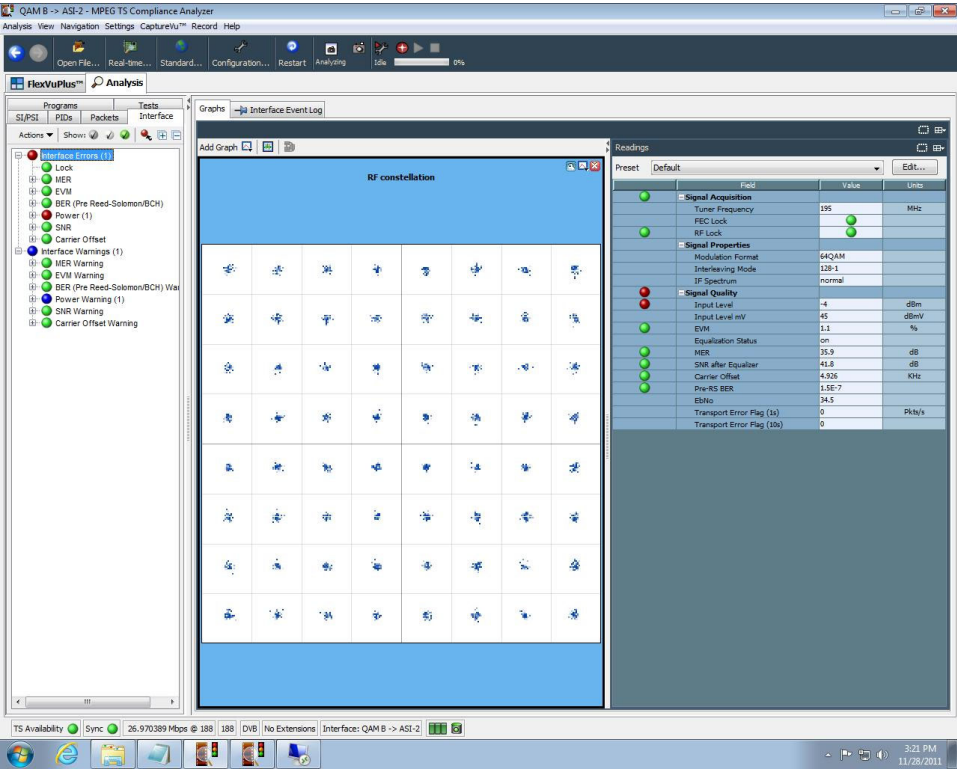 QAM B -> ASI-2 - MPEG TS Compliance Analyzer
Analysis View Navigation Settings CaptureVu™ Record Help
Open File... Real-time... Standard... Configuration... Restart Analyzing Idle 0%
FlexVuPlus™ Analysis
Programs Tests
SI/PSI PIDs Packets Interface
Actions Show:
Interface Errors (1)
Lock
MER
EVM
BER (Pre Reed-Solomon/BCH)
Power (1)
SNR
Carrier Offset
Interface Warnings (1)
MER Warning
EVM Warning
BER (Pre Reed-Solomon/BCH) Wai
Power Warning (1)
SNR Warning
Carrier Offset Warning
Graphs Interface Event Log
Add Graph
RF constellation
Readings
Preset Default Edit...
Field Value Units
Signal Acquisition
Tuner Frequency 195 MHz
FEC Lock
RF Lock
Signal Properties
Modulation Format 64QAM
Interleaving Mode 128-1
IF Spectrum normal
Signal Quality
Input Level -4 dBm
Input Level mV 45 dBmV
EVM 1.1 %
Equalization Status on
MER 35.9 dB
SNR after Equalizer 41.8 dB
Carrier Offset 4.926 KHz
Pre-RS BER 1.5E-7
EbNo 34.5
Transport Error Flag (1s) 0 Pkts/s
Transport Error Flag (10s) 0
TS Availability Sync 26.970389 Mbps @ 188 188 DVB No Extensions Interface: QAM B -> ASI-2
3:21 PM
11/28/2011